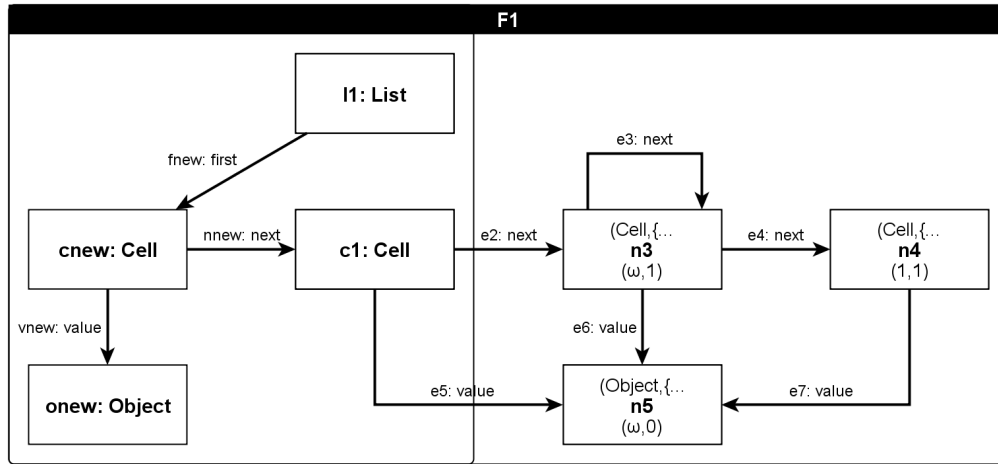 F1
l1: List
fnew: first
e3: next
cnew: Cell
nnew: next
c1: Cell
e2: next
(Cell,{...
n3
(ω,1)
e4: next
(Cell,{...
n4
(1,1)
vnew: value
e6: value
onew: Object
e5: value
(Object,{...
n5
(ω,0)
e7: value